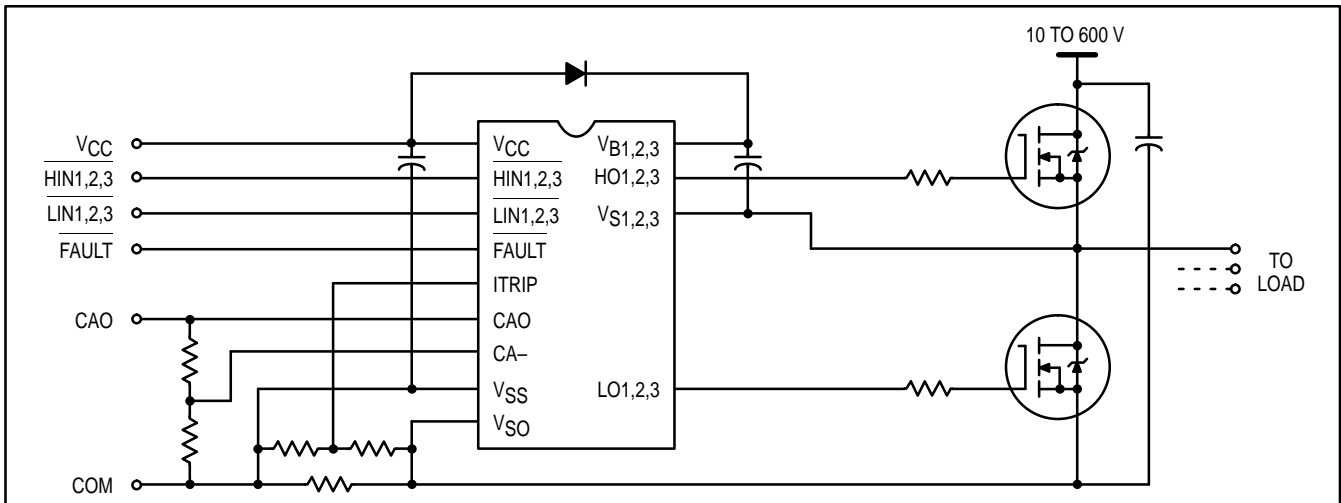 10 TO 600 V
VCC
HIN1,2,3
LIN1,2,3
FAULT
CAO
COM
VCC
HIN1,2,3
LIN1,2,3
FAULT
ITRIP
CAO
CA–
VSS
VSO
VB1,2,3
HO1,2,3
VS1,2,3
LO1,2,3
TO
LOAD